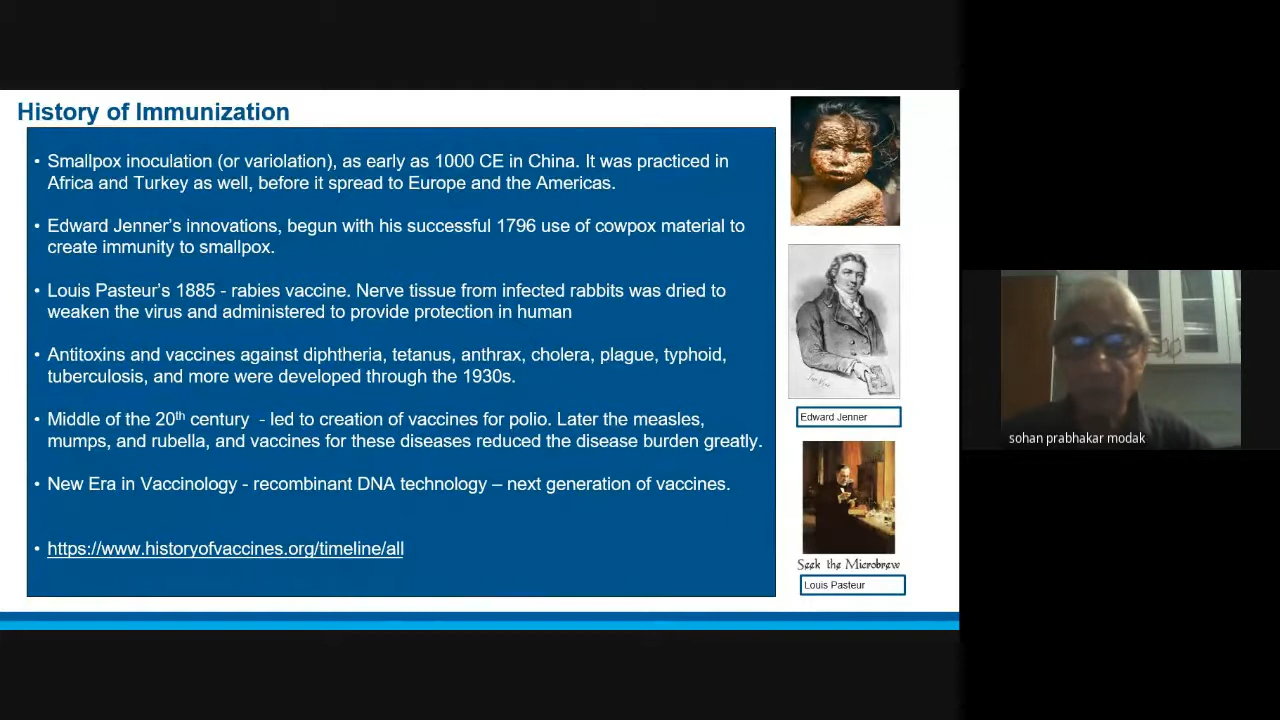 History of Immunization
• Smallpox inoculation (or variolation), as early as 1000 CE in China. It was practiced in
Africa and Turkey as well, before it spread to Europe and the Americas.
• Edward Jenner's innovations, begun with his successful 1796 use of cowpox material to
create immunity to smallpox.
• Louis Pasteur's 1885 - rabies vaccine. Nerve tissue from infected rabbits was dried to
weaken the virus and administered to provide protection in human
• Antitoxins and vaccines against diphtheria, tetanus, anthrax, cholera, plague, typhoid,
tuberculosis, and more were developed through the 1930s.
• Middle of the 20th century - led to creation of vaccines for polio. Later the measles,
mumps, and rubella, and vaccines for these diseases reduced the disease burden greatly.
• New Era in Vaccinology - recombinant DNA technology – next generation of vaccines.
• https://www.historyofvaccines.org/timeline/all
Edward Jenner
Seek the Microbrew
Louis Pasteur
sohan prabhakar modak